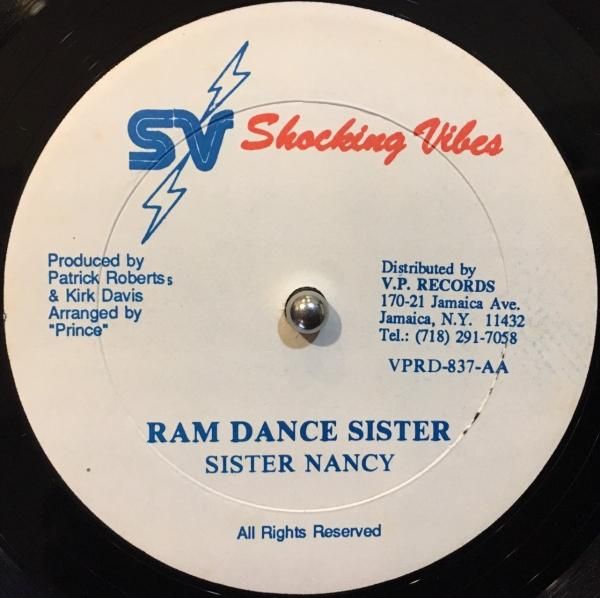 SV Shocking Vibes
Produced by
Patrick Roberts
& Kirk Davis
Arranged by
"Prince"
Distributed by
V.P. RECORDS
170-21 Jamaica Ave.
Jamaica, N.Y. 11432
Tel.: (718) 291-7058
VPRD-837-AA
RAM DANCE SISTER
SISTER NANCY
All Rights Reserved